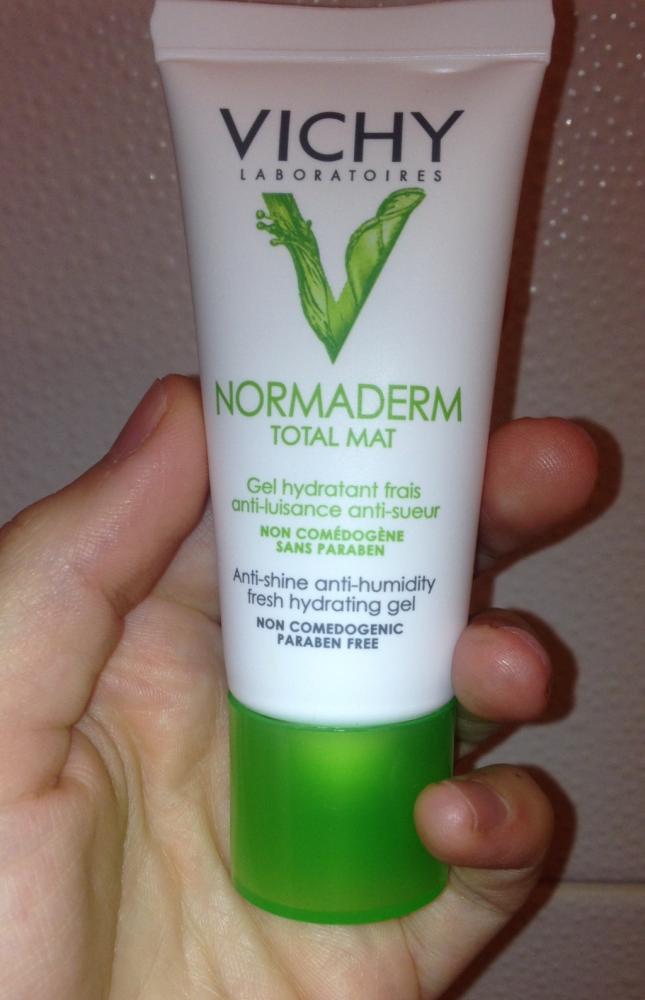 VICHY
LABORATOIRES
NORMADERM
TOTAL MAT
Gel hydratant frais
anti-luisance anti-sueur
NON COMÉDOGÈNE
SANS PARABEN
Anti-shine anti-humidity
fresh hydrating gel
NON COMEDOGENIC
PARABEN FREE